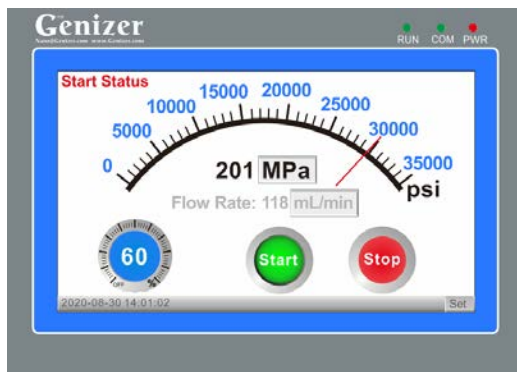 Genizer
RUN COM PWR
Start Status
0
5000
10000
15000
20000
25000
30000
35000
psi
201 MPa
Flow Rate: 118 mL/min
60
OFF
%
Start
Stop
2020-08-30 14:01:02
Set